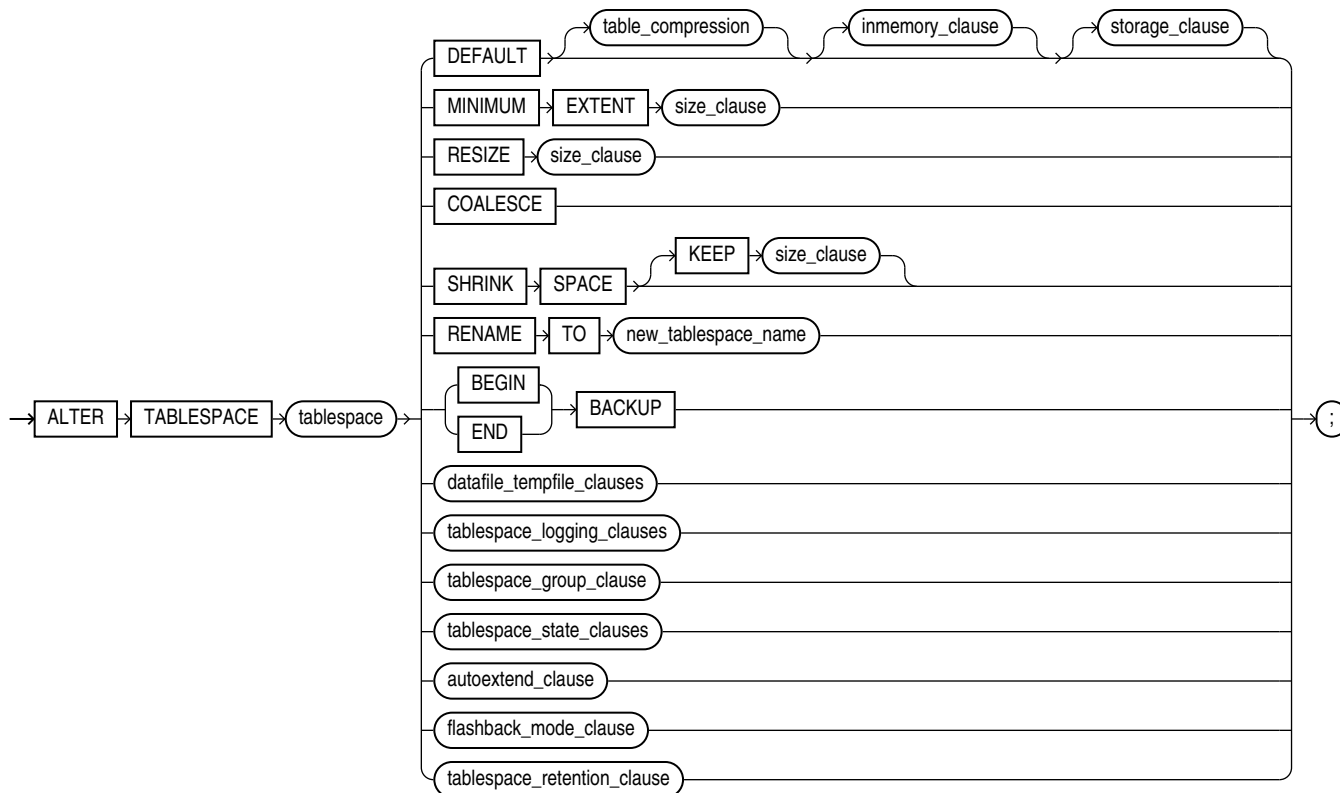 table_compression inmemory_clause storage_clause
DEFAULT
MINIMUM EXTENT size_clause
RESIZE size_clause
COALESCE
KEEP size_clause
SHRINK SPACE
RENAME TO new_tablespace_name
BEGIN
ALTER TABLESPACE tablespace BACKUP ;
END
datafile_tempfile_clauses
tablespace_logging_clauses
tablespace_group_clause
tablespace_state_clauses
autoextend_clause
flashback_mode_clause
tablespace_retention_clause